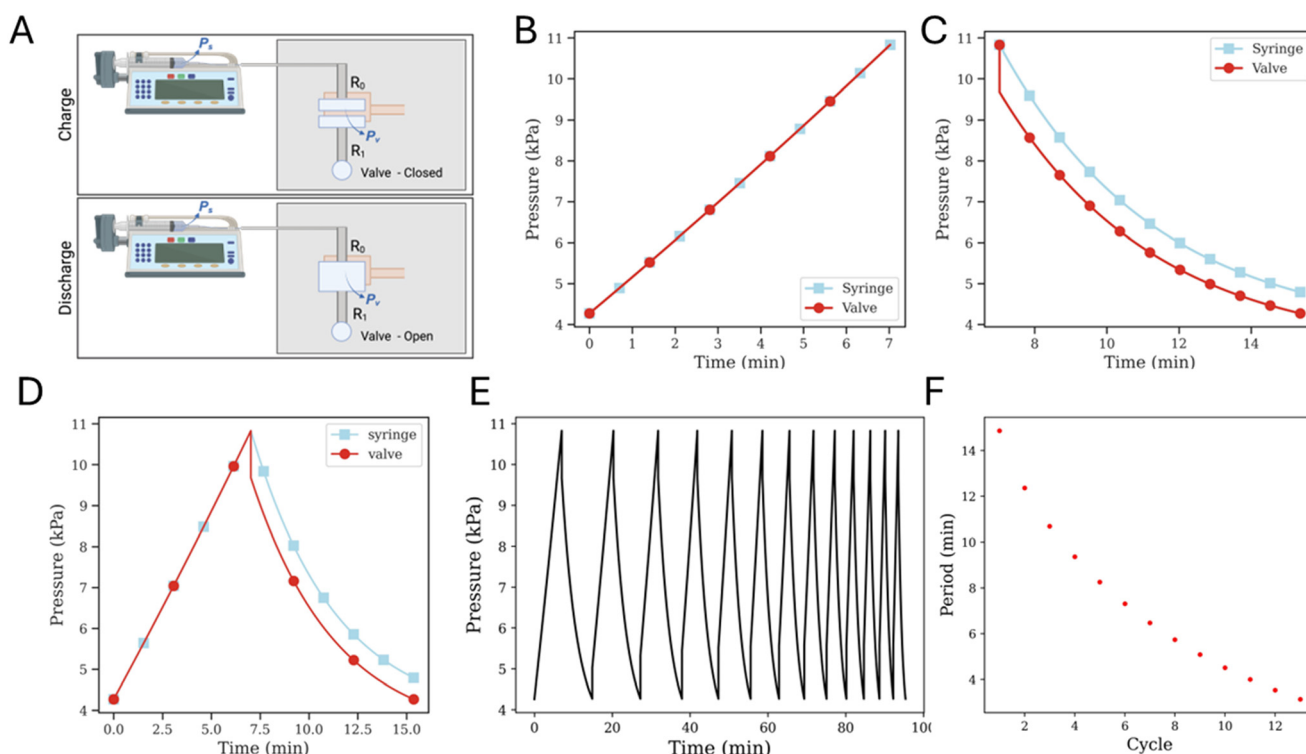 A
Charge
Ps
R0
Pv
R1
Valve - Closed
Discharge
Ps
R0
Pv
R1
Valve - Open
B
Pressure (kPa)
11
10
9
8
7
6
5
4
Syringe
Valve
0 1 2 3 4 5 6 7
Time (min)
C
Pressure (kPa)
11
10
9
8
7
6
5
4
Syringe
Valve
8 10 12 14
Time (min)
D
Pressure (kPa)
11
10
9
8
7
6
5
4
syringe
valve
0.0 2.5 5.0 7.5 10.0 12.5 15.0
Time (min)
E
Pressure (kPa)
11
10
9
8
7
6
5
4
0 20 40 60 80 100
Time (min)
F
Period (min)
14
12
10
8
6
4
2 4 6 8 10 12
Cycle